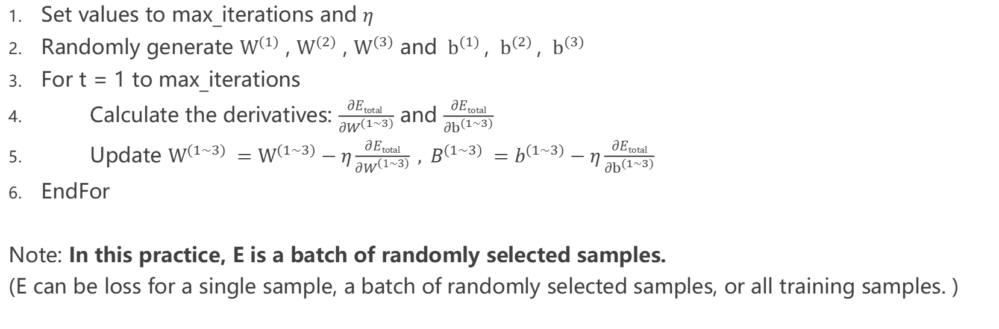 1. Set values to max_iterations and η
2. Randomly generate W⁽¹⁾ , W⁽²⁾ , W⁽³⁾ and b⁽¹⁾ , b⁽²⁾ , b⁽³⁾
3. For t = 1 to max_iterations
4. Calculate the derivatives: ∂E_total/∂W^(1~3) and ∂E_total/∂b^(1~3)
5. Update W^(1~3) = W^(1~3) − η ∂E_total/∂W^(1~3) , B^(1~3) = b^(1~3) − η ∂E_total/∂b^(1~3)
6. EndFor
Note: In this practice, E is a batch of randomly selected samples.
(E can be loss for a single sample, a batch of randomly selected samples, or all training samples. )